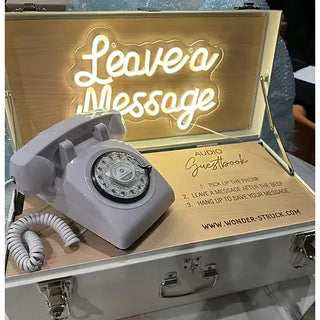 Leave a
Message
AUDIO
Guestbook
1. PICK UP THE PHONE
2. LEAVE A MESSAGE AFTER THE BEEP
3. HANG UP TO SAVE YOUR MESSAGE
WWW.WONDER-STRUCK.COM